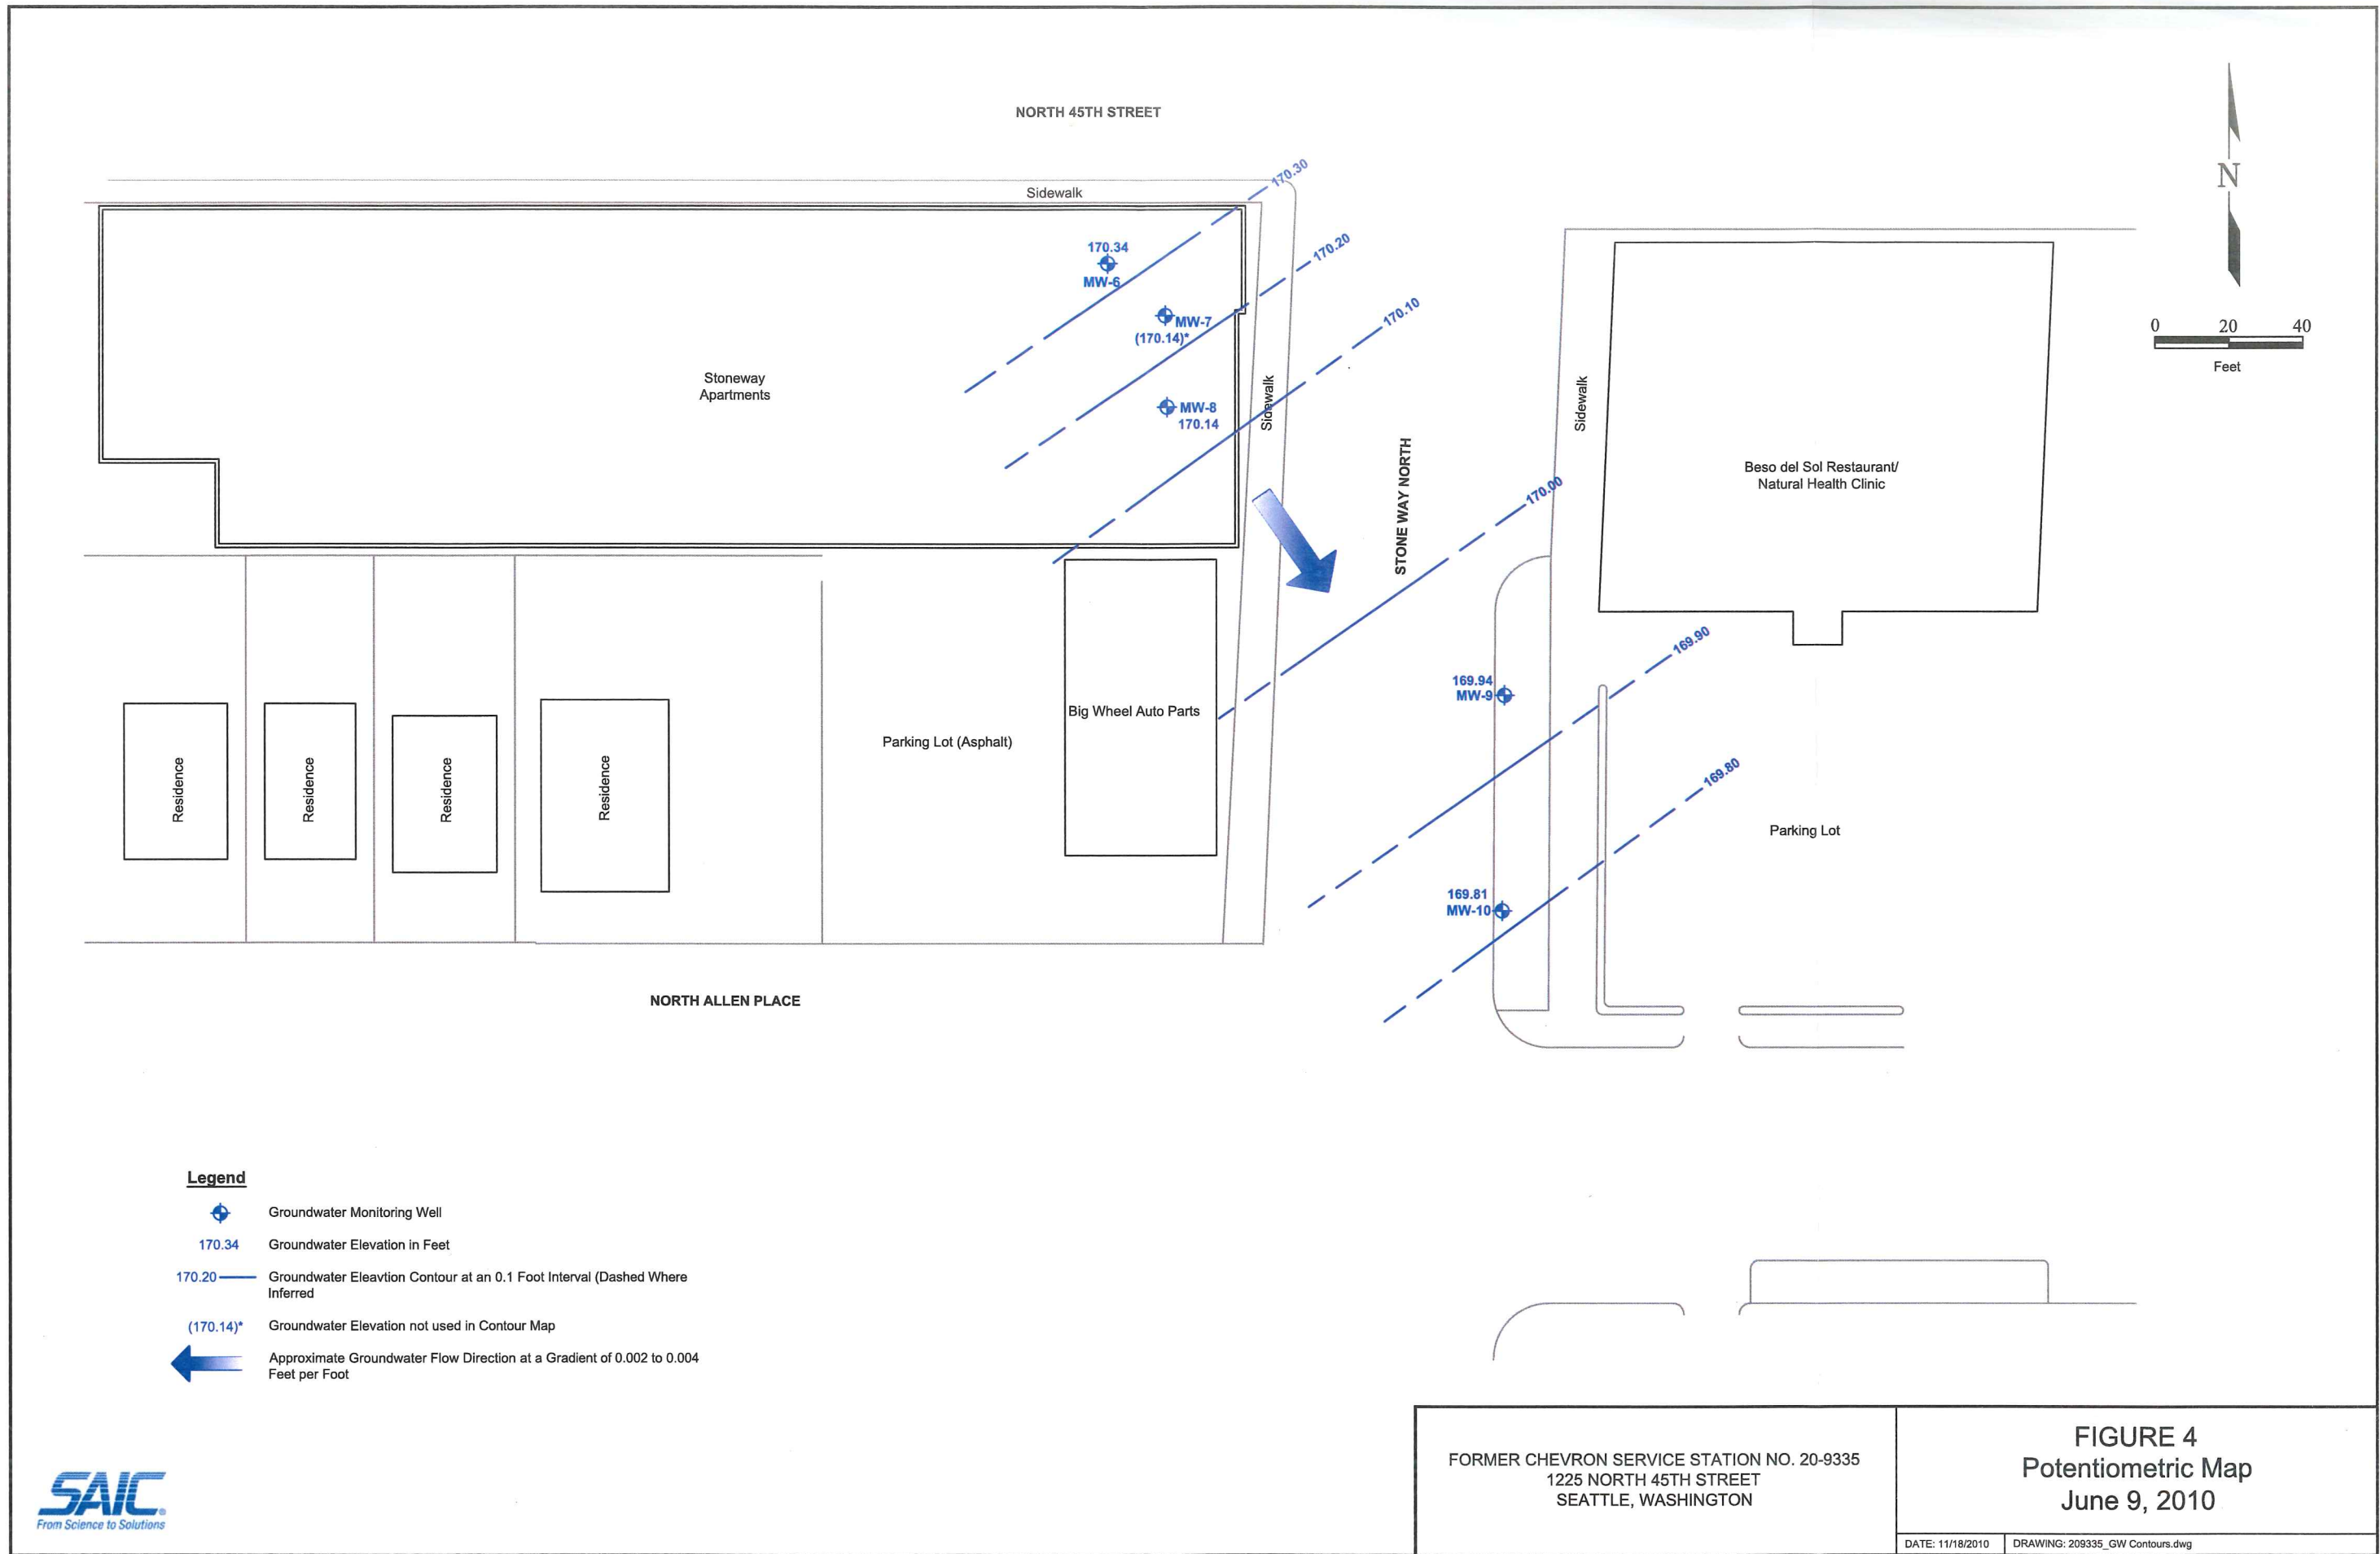 NORTH 45TH STREET
170.30
Sidewalk
N
170.34
MW-6
170.20
170.10
MW-7
(170.14)*
0 20 40
Feet
Stoneway
Apartments
MW-8
170.14
Sidewalk
Sidewalk
STONE WAY NORTH
Beso del Sol Restaurant/
Natural Health Clinic
170.00
169.90
169.94
MW-9
Big Wheel Auto Parts
Parking Lot (Asphalt)
Residence
Residence
Residence
Residence
169.80
Parking Lot
169.81
MW-10
NORTH ALLEN PLACE
Legend
Groundwater Monitoring Well
170.34 Groundwater Elevation in Feet
170.20 Groundwater Eleavtion Contour at an 0.1 Foot Interval (Dashed Where
Inferred
(170.14)* Groundwater Elevation not used in Contour Map
Approximate Groundwater Flow Direction at a Gradient of 0.002 to 0.004
Feet per Foot
SAIC
From Science to Solutions
FORMER CHEVRON SERVICE STATION NO. 20-9335
1225 NORTH 45TH STREET
SEATTLE, WASHINGTON
FIGURE 4
Potentiometric Map
June 9, 2010
DATE: 11/18/2010
DRAWING: 209335_GW Contours.dwg